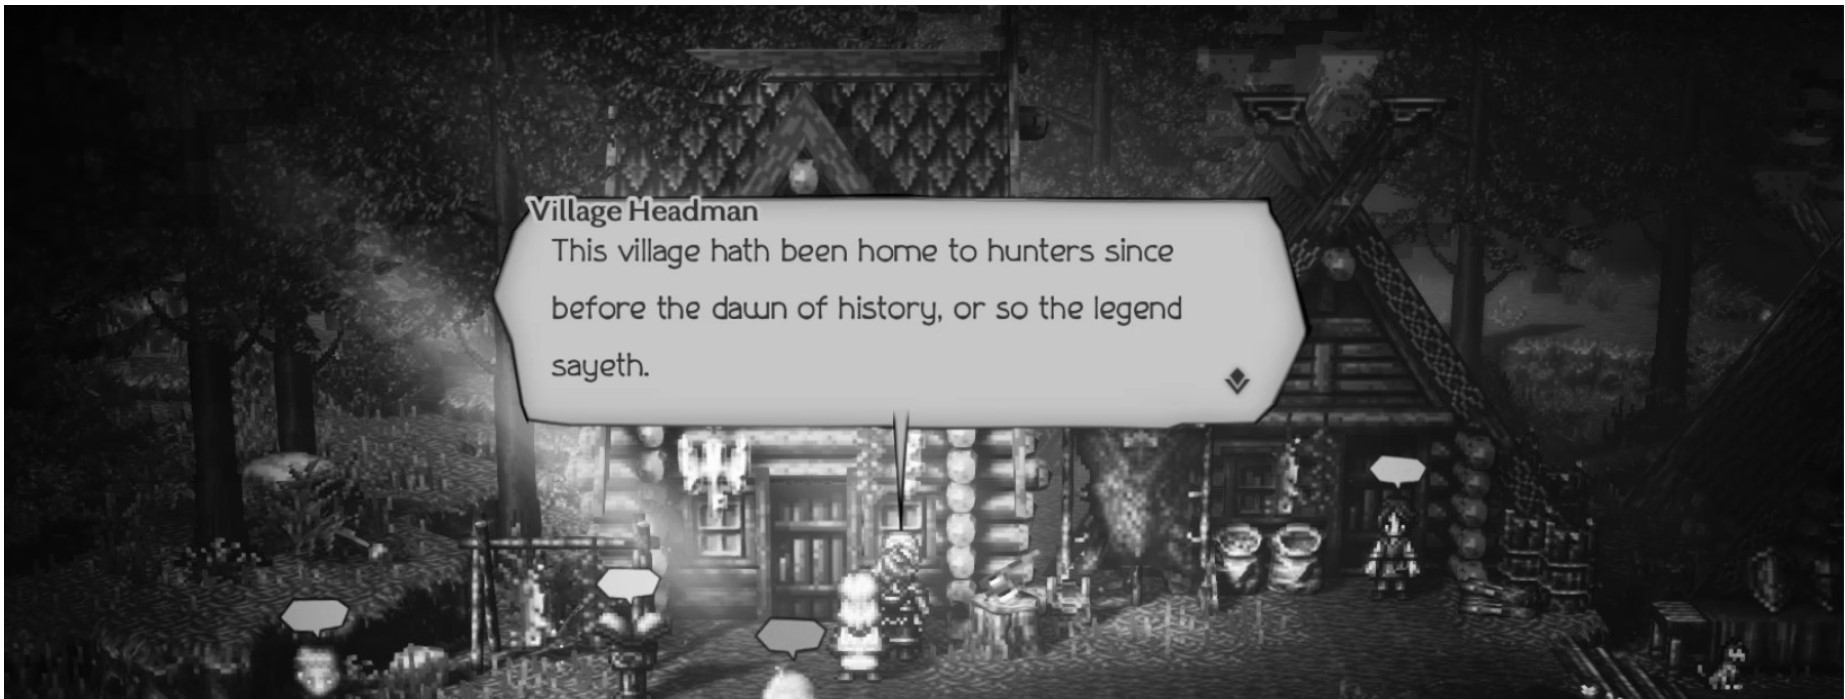 Village Headman
This village hath been home to hunters since
before the dawn of history, or so the legend
sayeth.